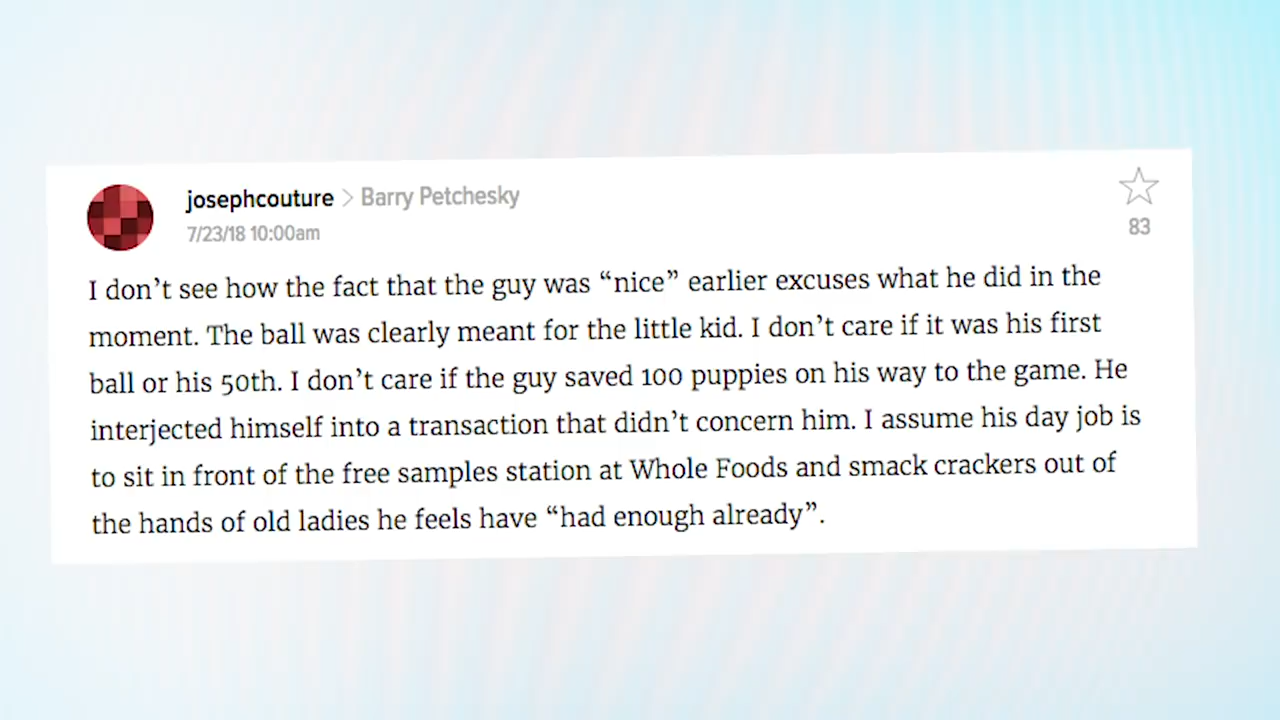 josephcouture > Barry Petchesky
7/23/18 10:00am
83
I don’t see how the fact that the guy was “nice” earlier excuses what he did in the
moment. The ball was clearly meant for the little kid. I don’t care if it was his first
ball or his 50th. I don’t care if the guy saved 100 puppies on his way to the game. He
interjected himself into a transaction that didn’t concern him. I assume his day job is
to sit in front of the free samples station at Whole Foods and smack crackers out of
the hands of old ladies he feels have “had enough already”.